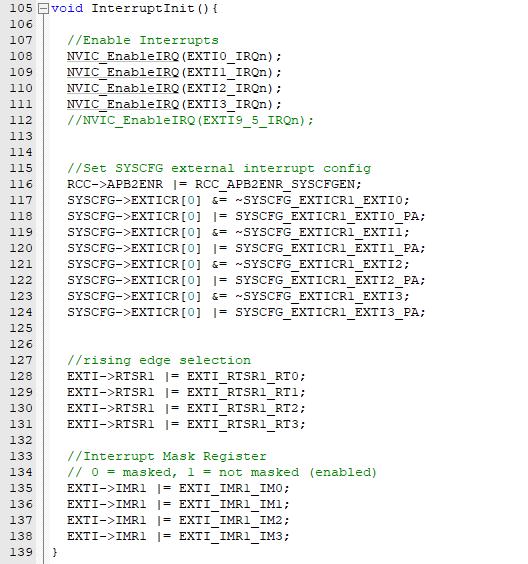 105 void InterruptInit(){
106
107 //Enable Interrupts
108 NVIC_EnableIRQ(EXTI0_IRQn);
109 NVIC_EnableIRQ(EXTI1_IRQn);
110 NVIC_EnableIRQ(EXTI2_IRQn);
111 NVIC_EnableIRQ(EXTI3_IRQn);
112 //NVIC_EnableIRQ(EXTI9_5_IRQn);
113
114
115 //Set SYSCFG external interrupt config
116 RCC->APB2ENR |= RCC_APB2ENR_SYSCFGEN;
117 SYSCFG->EXTICR[0] &= ~SYSCFG_EXTICR1_EXTI0;
118 SYSCFG->EXTICR[0] |= SYSCFG_EXTICR1_EXTI0_PA;
119 SYSCFG->EXTICR[0] &= ~SYSCFG_EXTICR1_EXTI1;
120 SYSCFG->EXTICR[0] |= SYSCFG_EXTICR1_EXTI1_PA;
121 SYSCFG->EXTICR[0] &= ~SYSCFG_EXTICR1_EXTI2;
122 SYSCFG->EXTICR[0] |= SYSCFG_EXTICR1_EXTI2_PA;
123 SYSCFG->EXTICR[0] &= ~SYSCFG_EXTICR1_EXTI3;
124 SYSCFG->EXTICR[0] |= SYSCFG_EXTICR1_EXTI3_PA;
125
126
127 //rising edge selection
128 EXTI->RTSR1 |= EXTI_RTSR1_RT0;
129 EXTI->RTSR1 |= EXTI_RTSR1_RT1;
130 EXTI->RTSR1 |= EXTI_RTSR1_RT2;
131 EXTI->RTSR1 |= EXTI_RTSR1_RT3;
132
133 //Interrupt Mask Register
134 // 0 = masked, 1 = not masked (enabled)
135 EXTI->IMR1 |= EXTI_IMR1_IM0;
136 EXTI->IMR1 |= EXTI_IMR1_IM1;
137 EXTI->IMR1 |= EXTI_IMR1_IM2;
138 EXTI->IMR1 |= EXTI_IMR1_IM3;
139 }